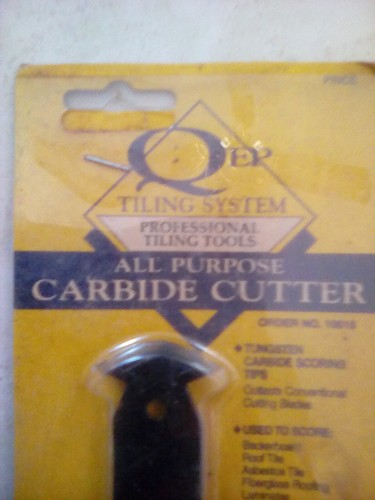 PRICE
QEP
TILING SYSTEM
PROFESSIONAL
TILING TOOLS
ALL PURPOSE
CARBIDE CUTTER
ORDER NO. 10015
✦ TUNGSTEN
CARBIDE SCORING
TIPS
Outlasts Conventional
Cutting Blades
✦ USED TO SCORE:
Backerboard
Roof Tile
Asbestos Tile
Fiberglass Roofing